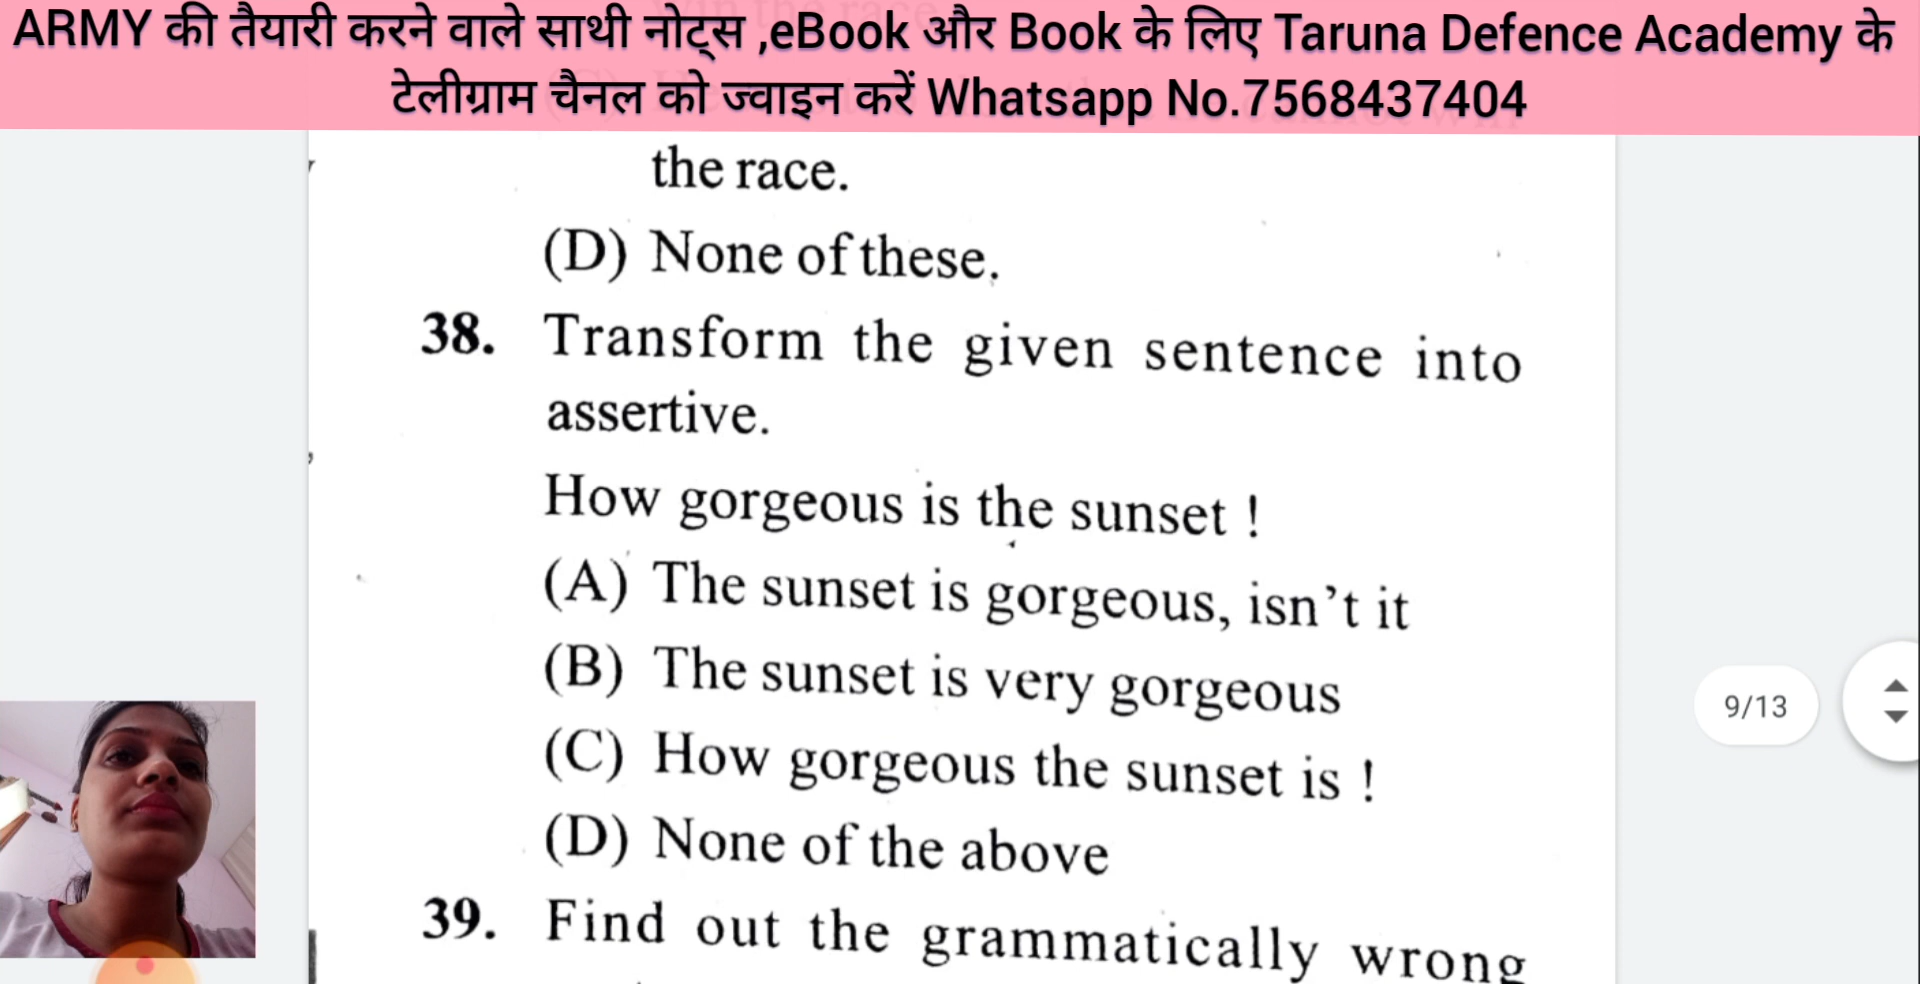 ARMY की तैयारी करने वाले साथी नोट्स ,eBook और Book के लिए Taruna Defence Academy के
टेलीग्राम चैनल को ज्वाइन करें Whatsapp No.7568437404
the race.
(D) None of these.
38. Transform the given sentence into
assertive.
How gorgeous is the sunset !
(A) The sunset is gorgeous, isn't it
(B) The sunset is very gorgeous
(C) How gorgeous the sunset is !
(D) None of the above
9/13
39. Find out the grammatically wrong